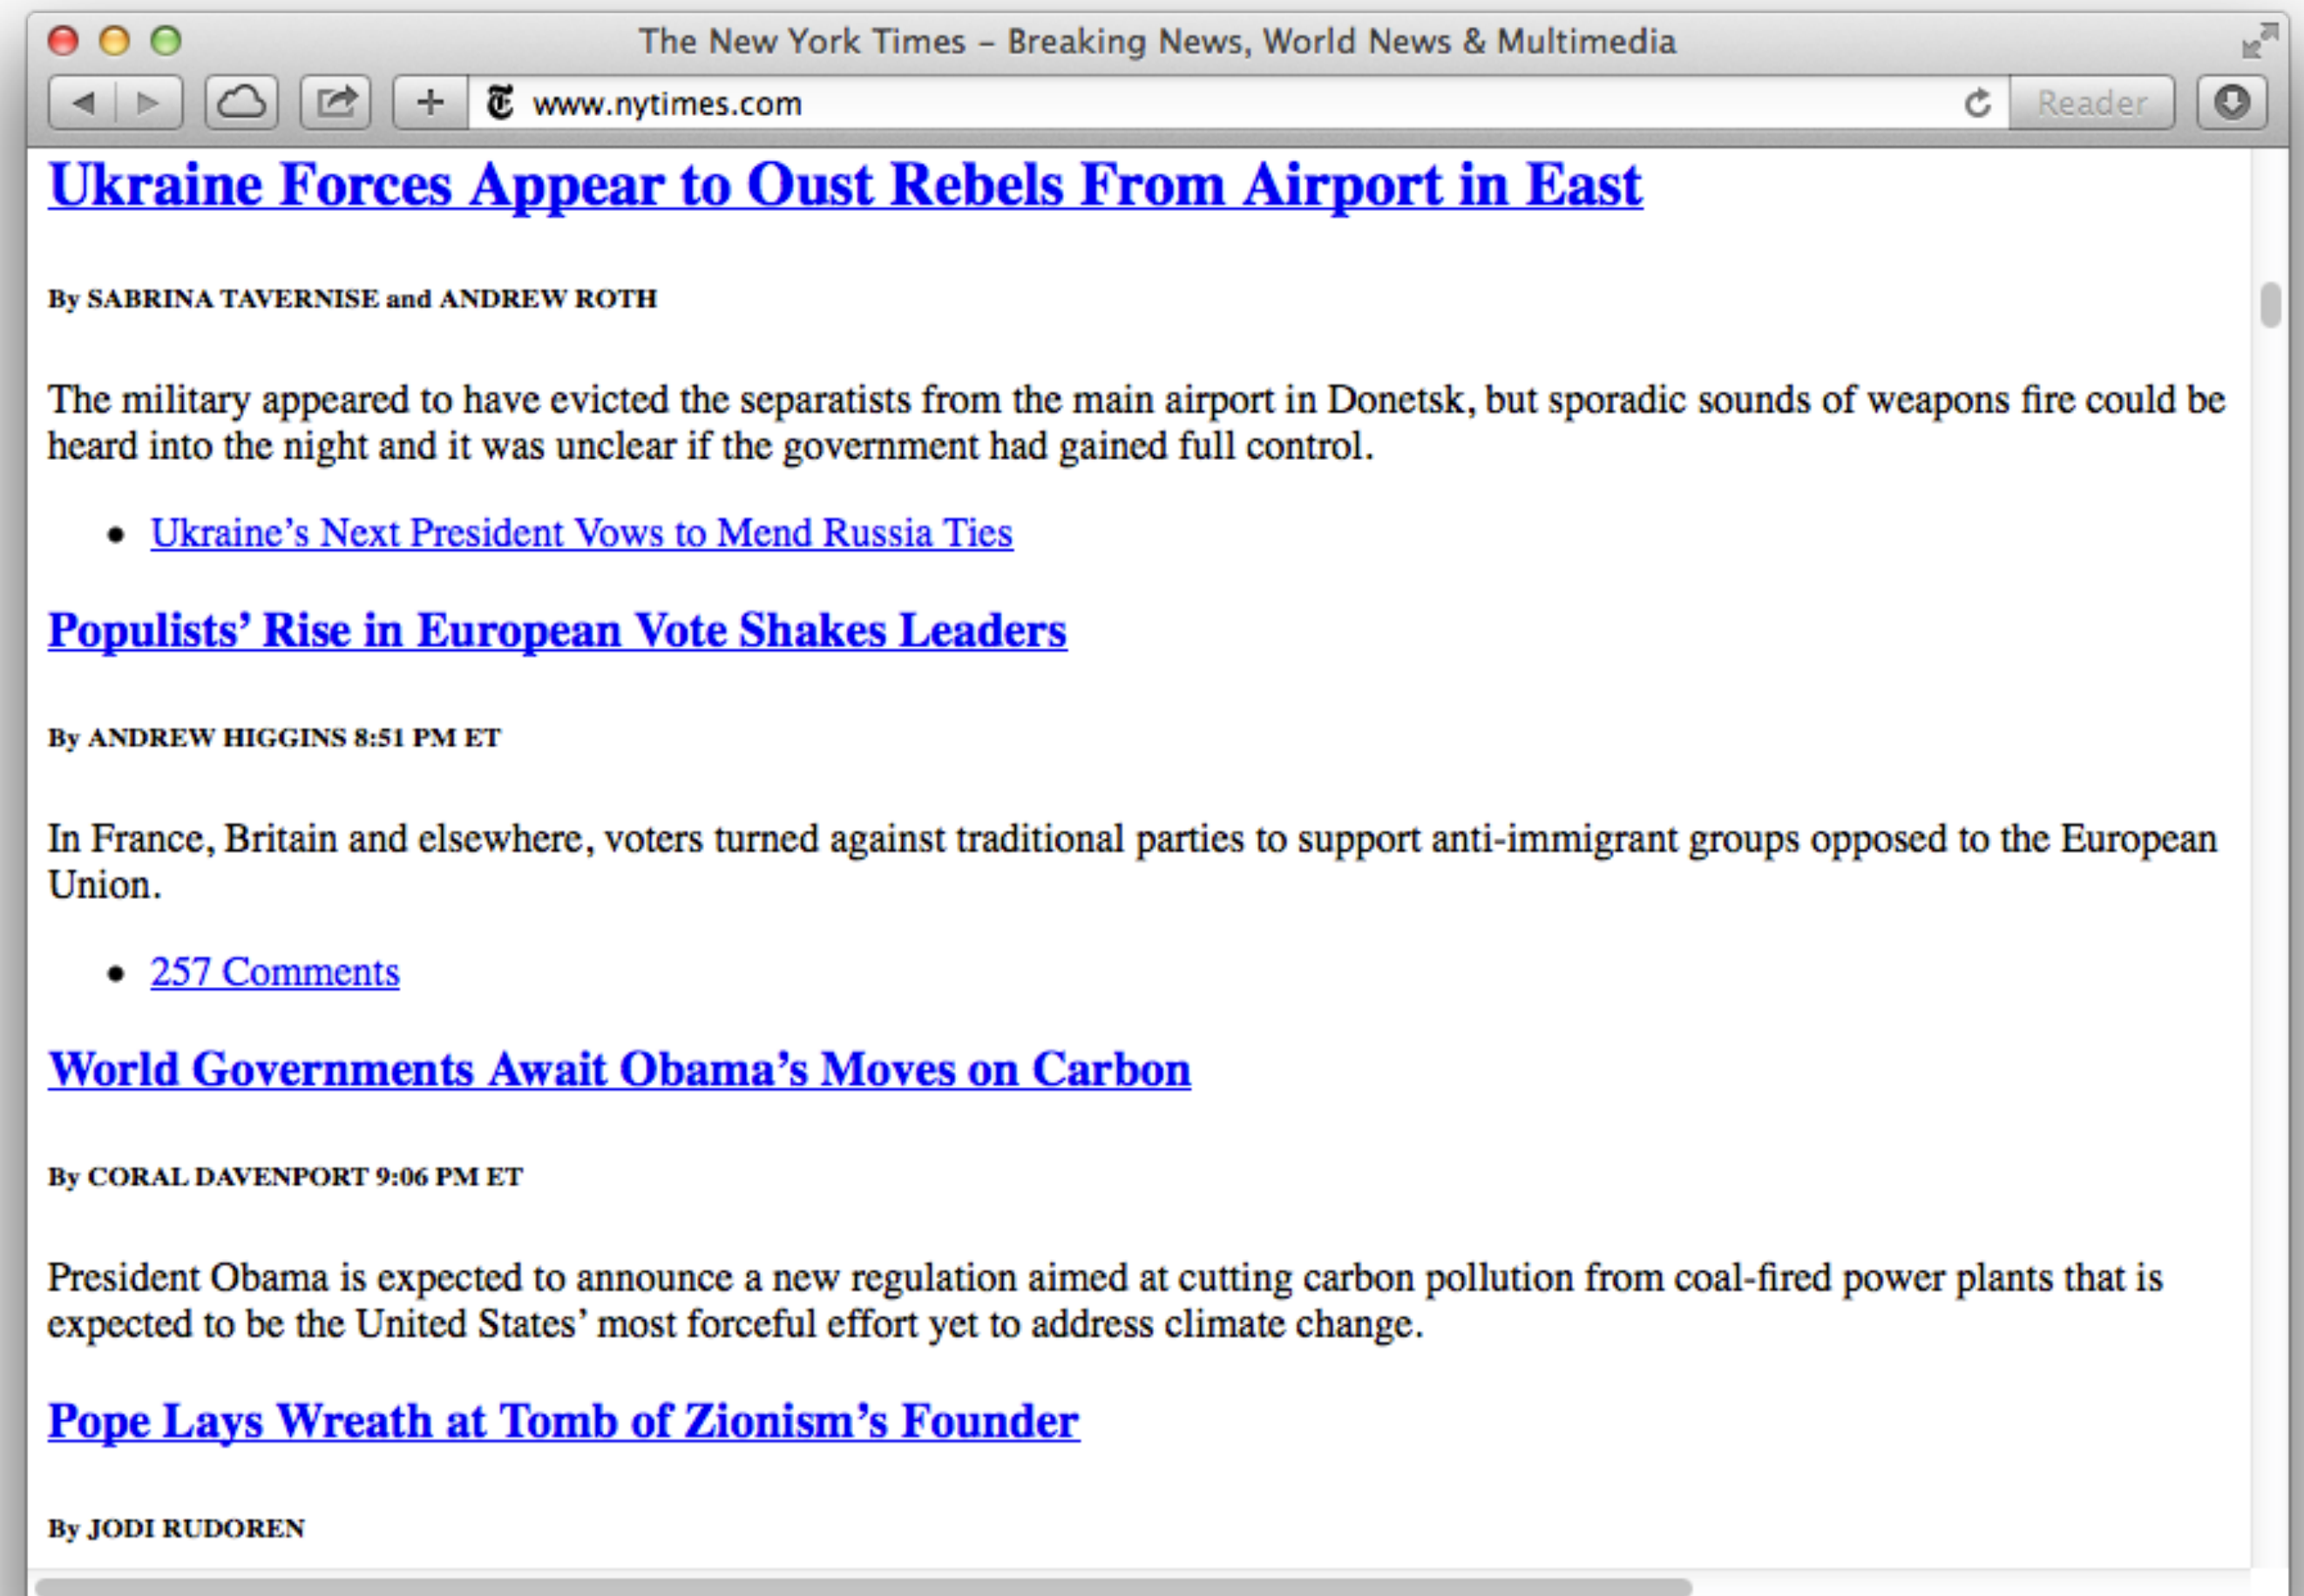 The New York Times – Breaking News, World News & Multimedia
www.nytimes.com
Reader
Ukraine Forces Appear to Oust Rebels From Airport in East
By SABRINA TAVERNISE and ANDREW ROTH
The military appeared to have evicted the separatists from the main airport in Donetsk, but sporadic sounds of weapons fire could be
heard into the night and it was unclear if the government had gained full control.
• Ukraine’s Next President Vows to Mend Russia Ties
Populists’ Rise in European Vote Shakes Leaders
By ANDREW HIGGINS 8:51 PM ET
In France, Britain and elsewhere, voters turned against traditional parties to support anti-immigrant groups opposed to the European
Union.
• 257 Comments
World Governments Await Obama’s Moves on Carbon
By CORAL DAVENPORT 9:06 PM ET
President Obama is expected to announce a new regulation aimed at cutting carbon pollution from coal-fired power plants that is
expected to be the United States’ most forceful effort yet to address climate change.
Pope Lays Wreath at Tomb of Zionism’s Founder
By JODI RUDOREN